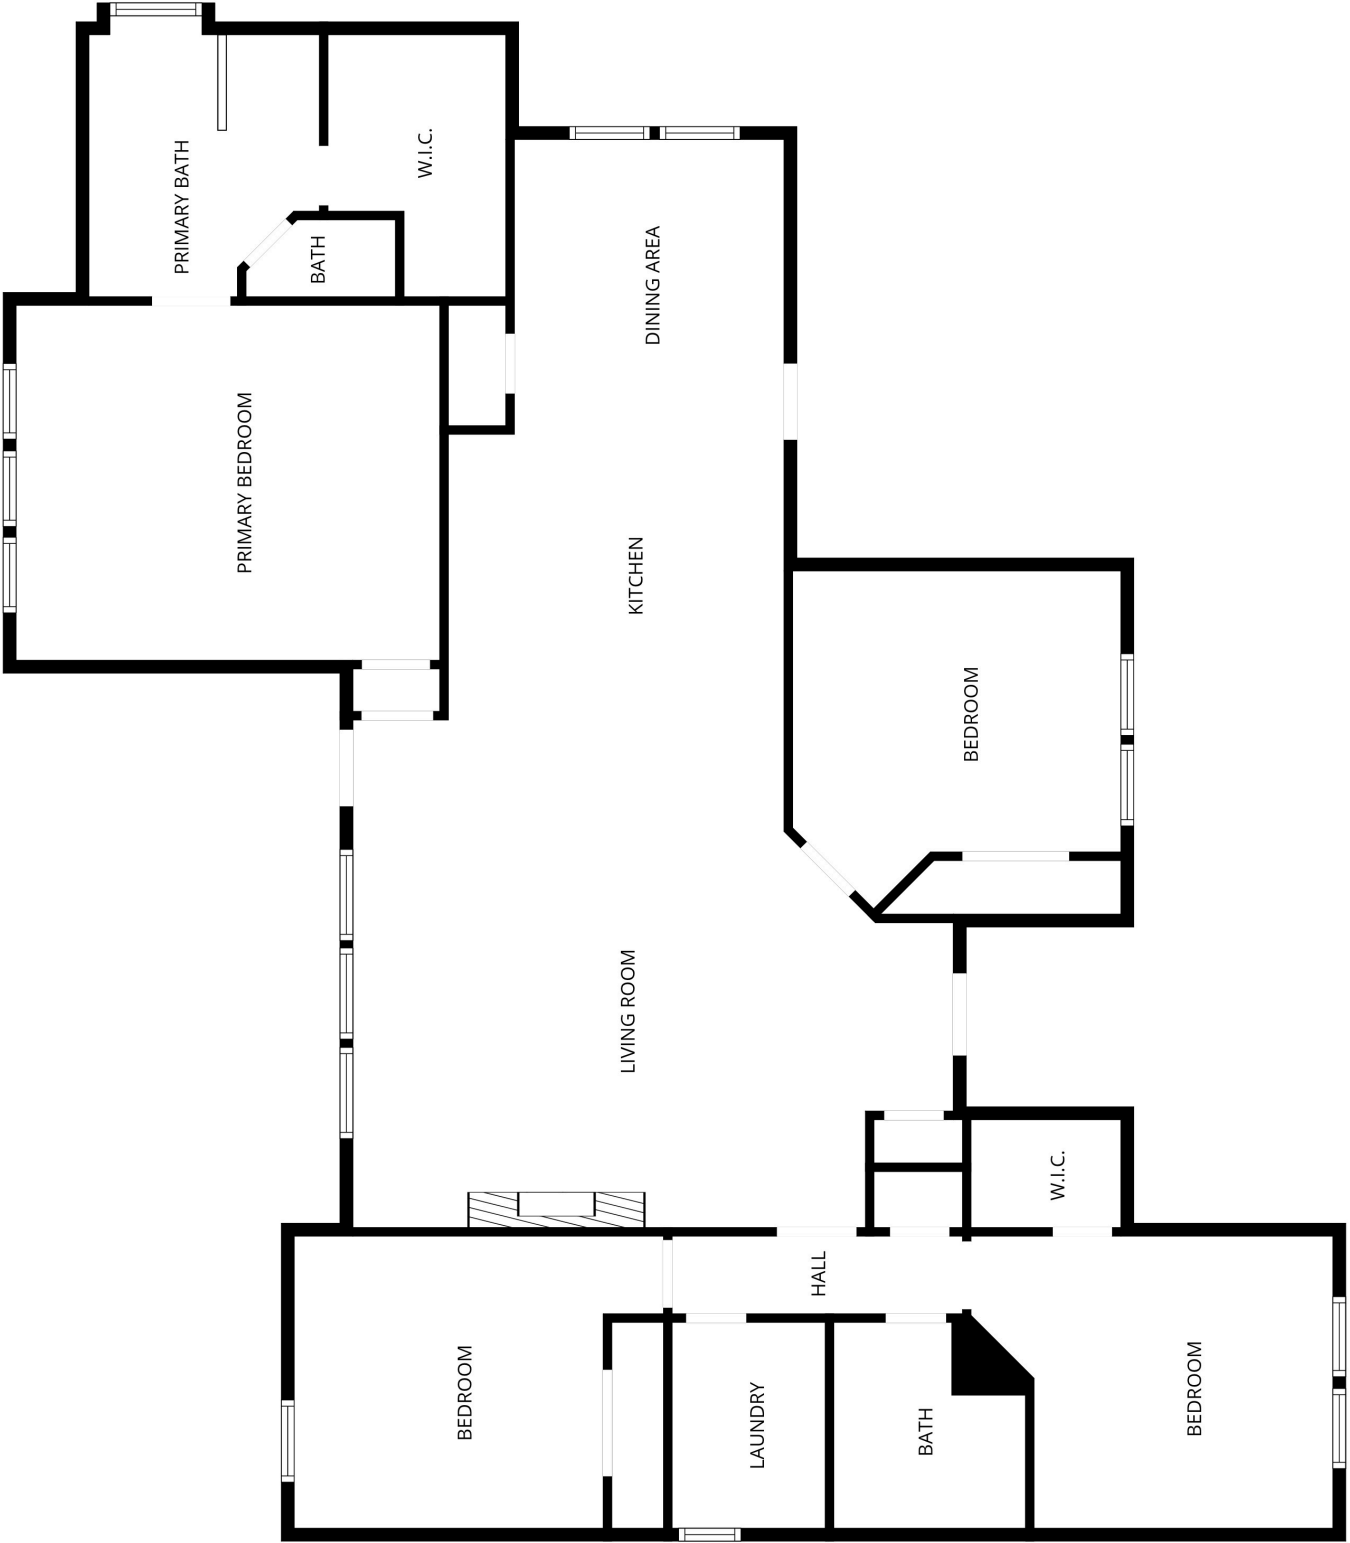 PRIMARY BATH
W.I.C.
BATH
DINING AREA
PRIMARY BEDROOM
KITCHEN
BEDROOM
LIVING ROOM
W.I.C.
HALL
BEDROOM
LAUNDRY
BATH
BEDROOM